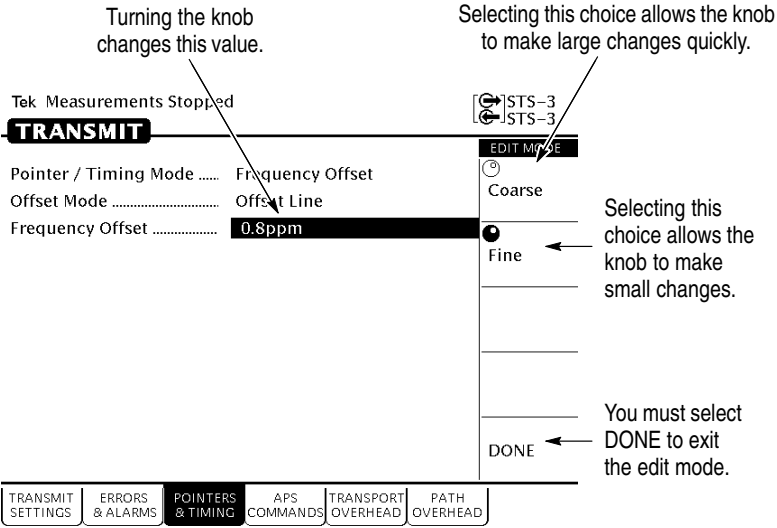 Turning the knob
changes this value.
Selecting this choice allows the knob
to make large changes quickly.
Tek Measurements Stopped
STS–3
STS–3
TRANSMIT
EDIT MODE
Pointer / Timing Mode ..... Frequency Offset
Coarse
Offset Mode ......................... Offset Line
Frequency Offset ................. 0.8ppm
Fine
Selecting this
choice allows the
knob to make
small changes.
DONE
You must select
DONE to exit
the edit mode.
TRANSMIT
SETTINGS
ERRORS
& ALARMS
POINTERS
& TIMING
APS
COMMANDS
TRANSPORT
OVERHEAD
PATH
OVERHEAD